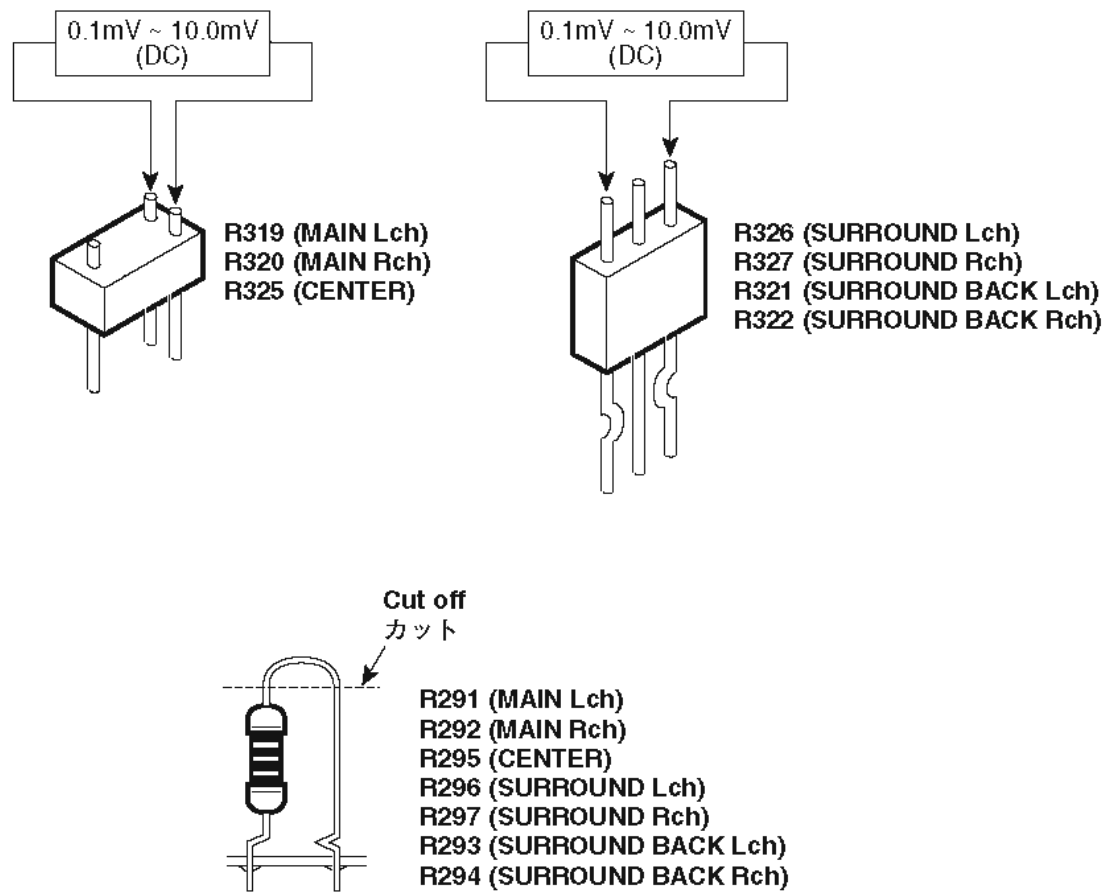 0.1mV ~ 10.0mV
(DC)
R319 (MAIN Lch)
R320 (MAIN Rch)
R325 (CENTER)
0.1mV ~ 10.0mV
(DC)
R326 (SURROUND Lch)
R327 (SURROUND Rch)
R321 (SURROUND BACK Lch)
R322 (SURROUND BACK Rch)
Cut off
カット
R291 (MAIN Lch)
R292 (MAIN Rch)
R295 (CENTER)
R296 (SURROUND Lch)
R297 (SURROUND Rch)
R293 (SURROUND BACK Lch)
R294 (SURROUND BACK Rch)